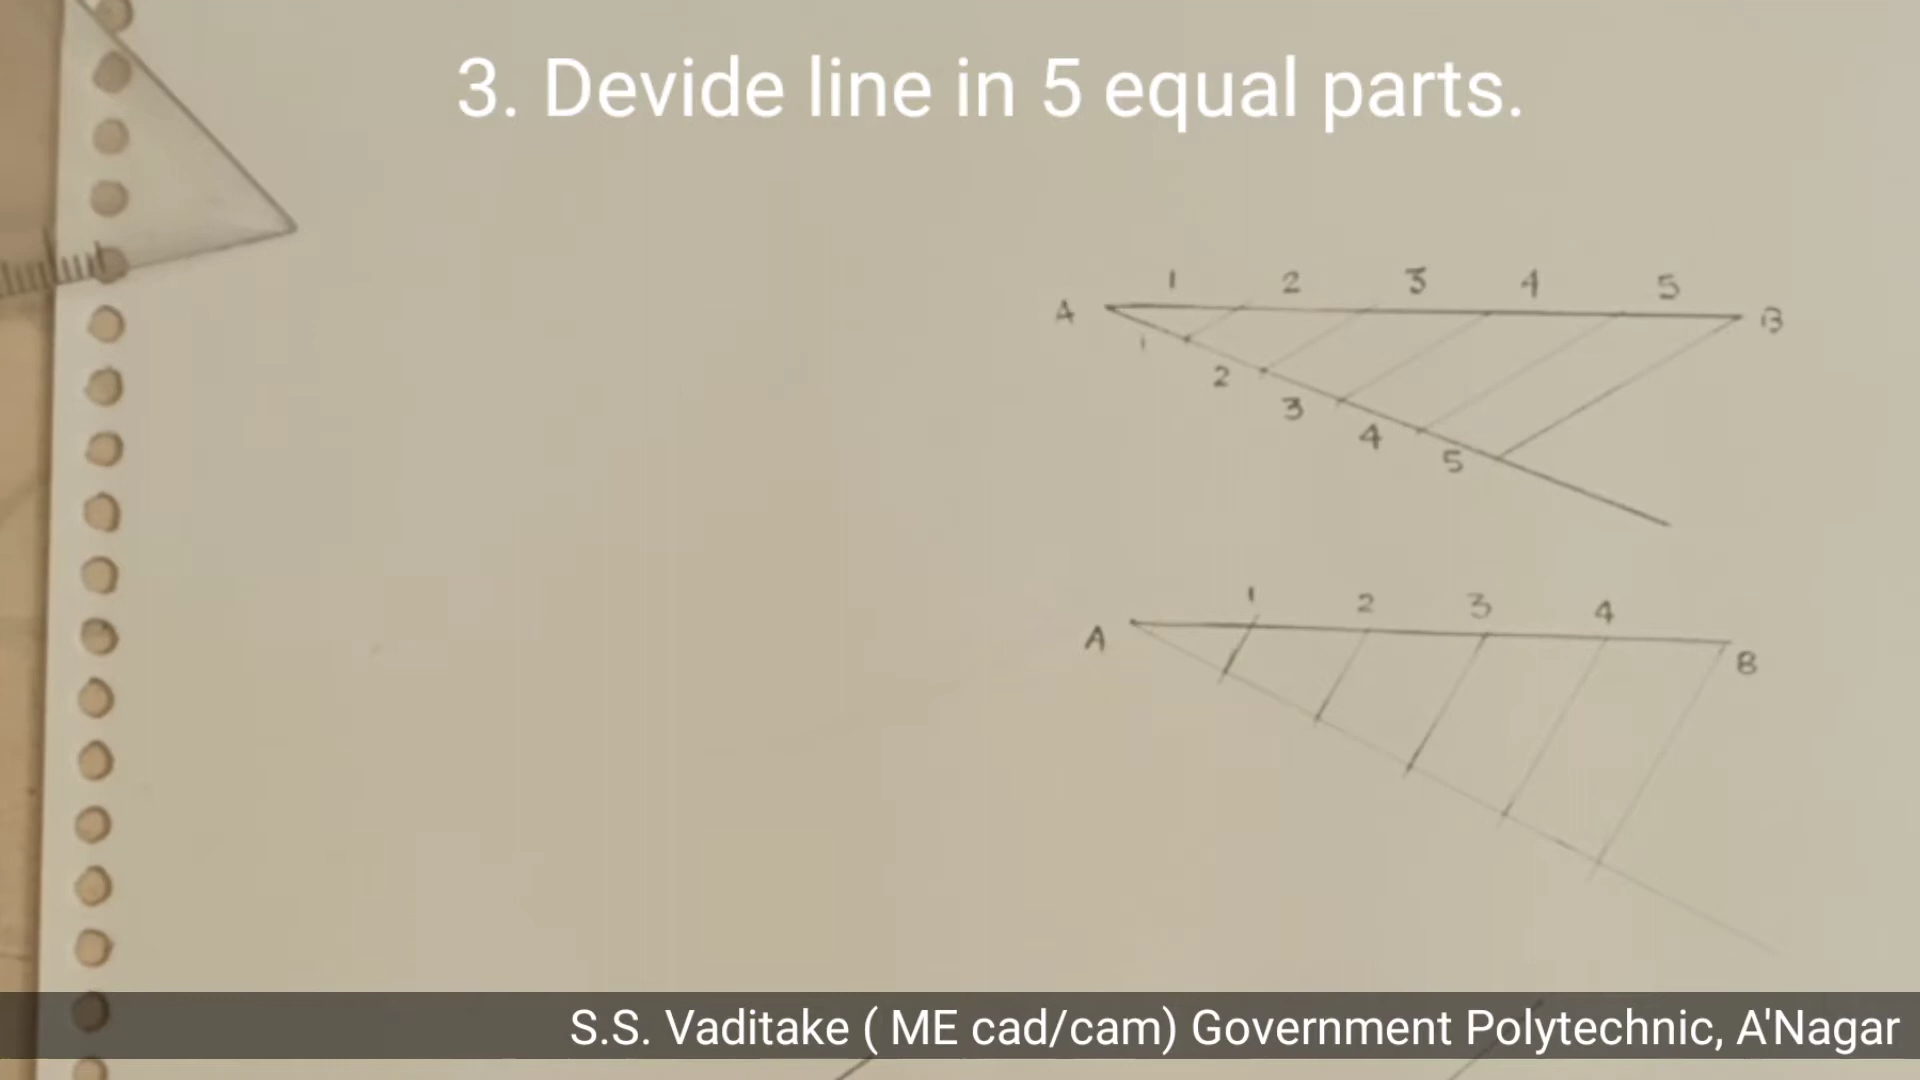 3. Devide line in 5 equal parts.
1 2 3 4 5
A B
1
2
3
4
5
1 2 3 4
A B
S.S. Vaditake ( ME cad/cam) Government Polytechnic, A'Nagar